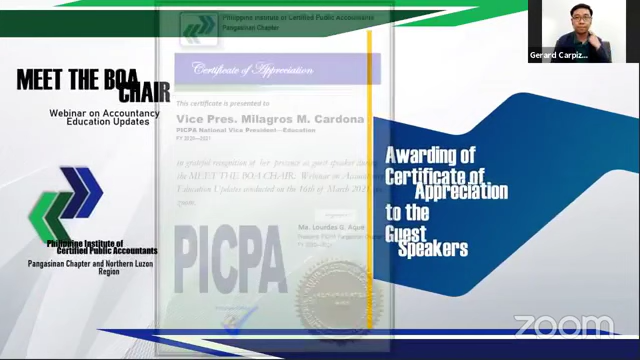 MEET THE BOA
CHAIR
Webinar on Accountancy
Education Updates
Philippine Institute of
Certified Public Accountants
Pangasinan Chapter and Northern Luzon
Region
Philippine Institute of Certified Public Accountants
Pangasinan Chapter
Certificate of Appreciation
This certificate is presented to
Vice Pres. Milagros M. Cardona
PICPA National Vice President- Education
FY 2020-2021
in grateful recognition of her presence as guest speaker during
the MEET THE BOA CHAIR: Webinar on
Education Updates conducted on the 16th of March 2021
Ma. Lourdes G. Aque
PICPA
Awarding of
Certificate of
Appreciation
to the
Guest
Speakers
Gerard Carpiz...
zoom